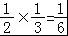 1/2 × 1/3 = 1/6